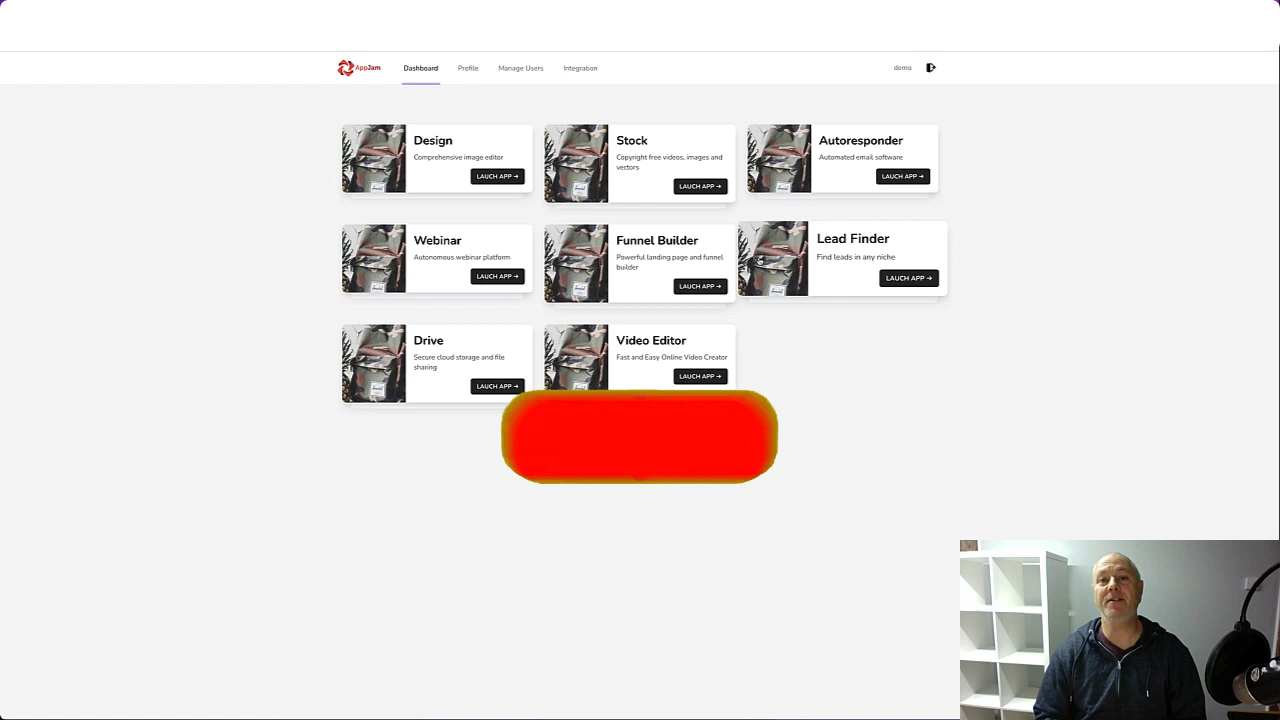 AppJam
Dashboard
Profile
Manage Users
Integration
demo
Design
Comprehensive image editor
LAUCH APP →
Stock
Copyright free videos, images and
vectors
LAUCH APP →
Autoresponder
Automated email software
LAUCH APP →
Webinar
Autonomous webinar platform
LAUCH APP →
Funnel Builder
Powerful landing page and funnel
builder
LAUCH APP →
Lead Finder
Find leads in any niche
LAUCH APP →
Drive
Secure cloud storage and file
sharing
LAUCH APP →
Video Editor
Fast and Easy Online Video Creator
LAUCH APP →